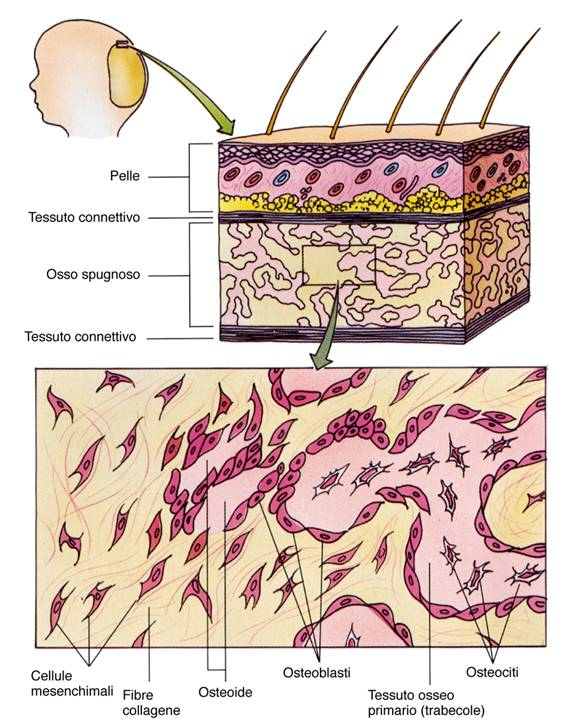 Pelle
Tessuto connettivo
Osso spugnoso
Tessuto connettivo
Cellule
mesenchimali
Fibre
collagene
Osteoide
Osteoblasti
Tessuto osseo
primario (trabecole)
Osteociti